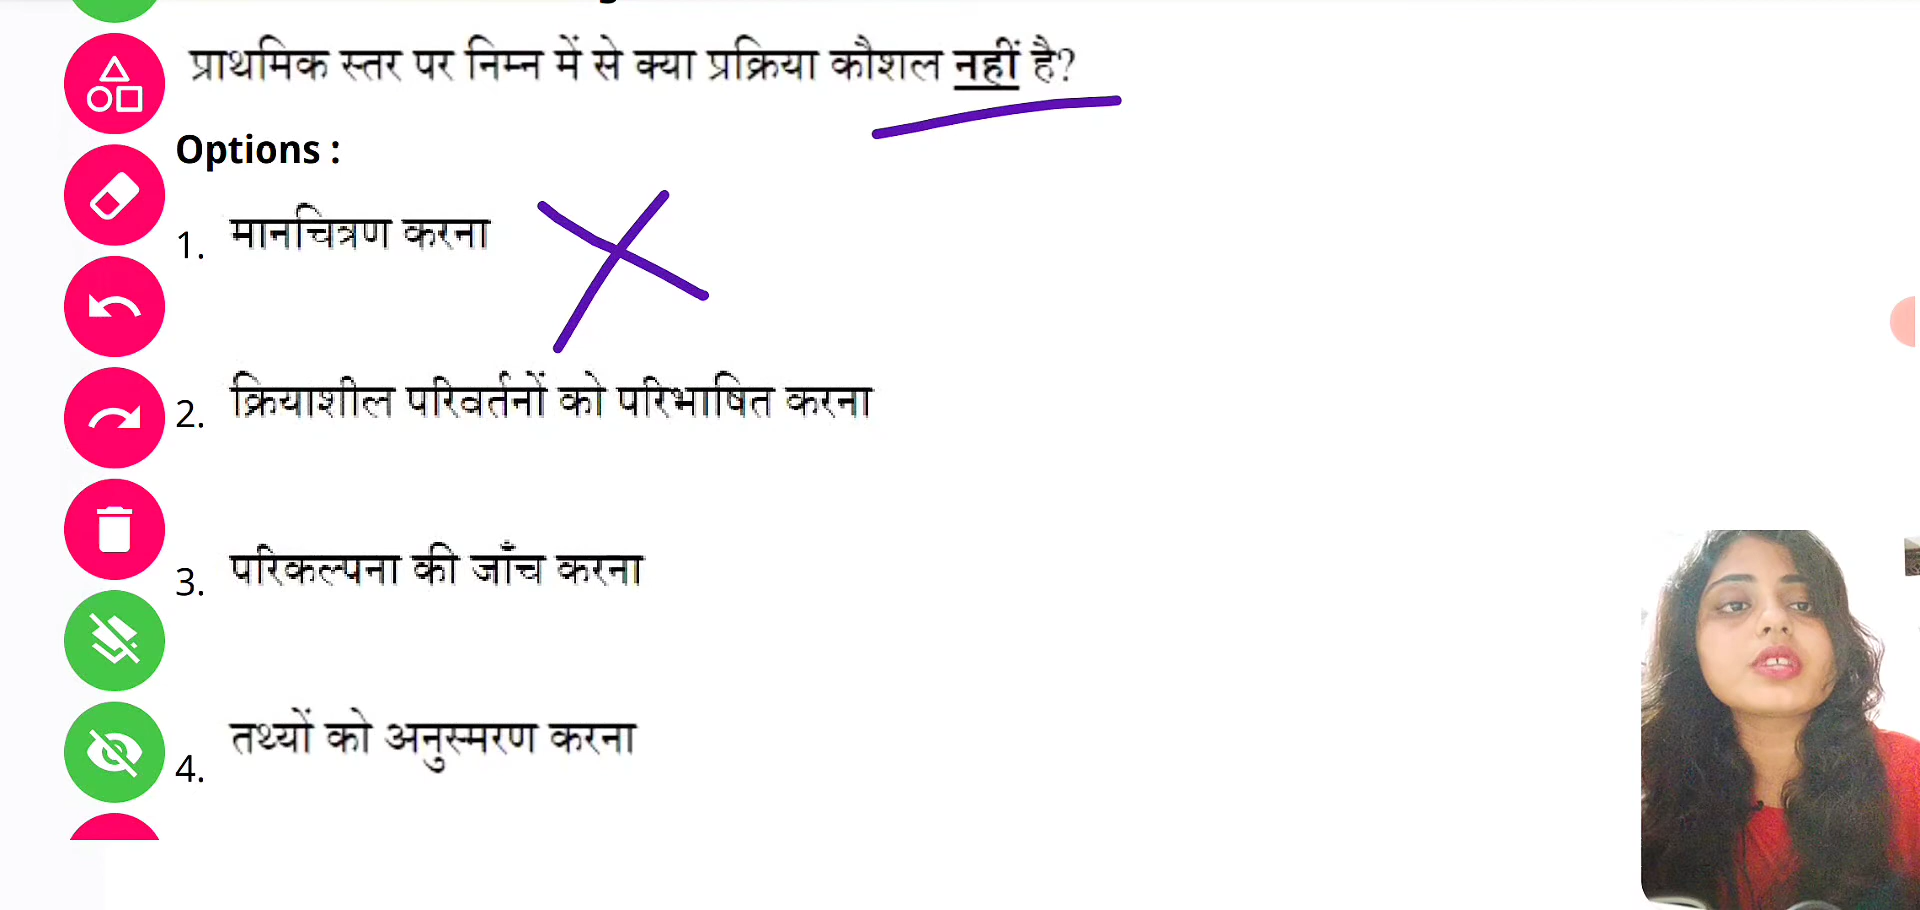 प्राथमिक स्तर पर निम्न में से क्या प्रक्रिया कौशल नहीं है?
Options :
1. मानचित्रण करना
2. क्रियाशील परिवर्तनों को परिभाषित करना
3. परिकल्पना की जाँच करना
4. तथ्यों को अनुस्मरण करना